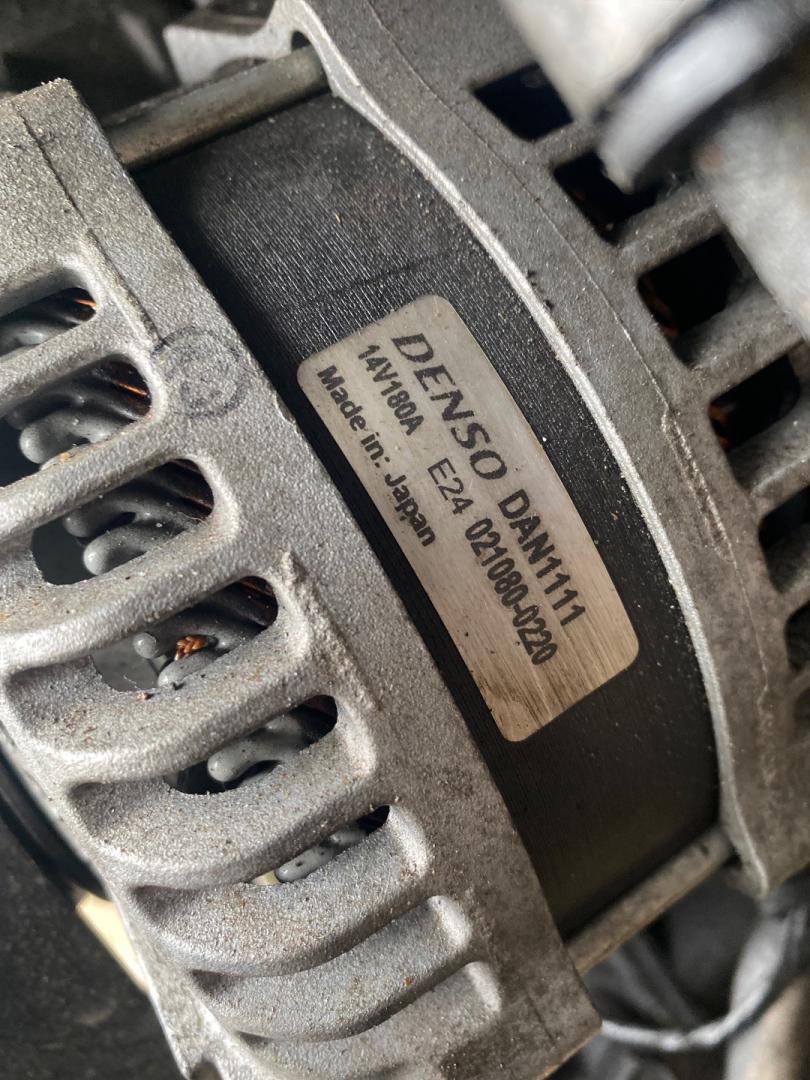 DENSO DAN1111
14V180A E24 021080-0220
Made in: Japan